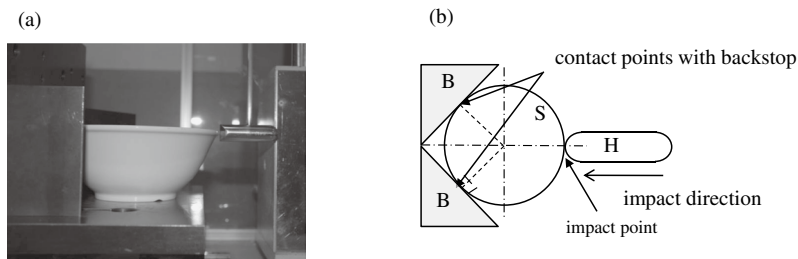 (a)
(b)
contact points with backstop
B
S
H
B
impact direction
impact point